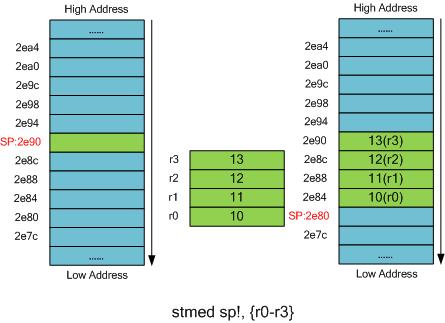 High Address
......
2ea4
2ea0
2e9c
2e98
2e94
SP:2e90
2e8c
2e88
2e84
2e80
2e7c
......
Low Address
r3 13
r2 12
r1 11
r0 10
High Address
......
2ea4
2ea0
2e9c
2e98
2e94
2e90 13(r3)
2e8c 12(r2)
2e88 11(r1)
2e84 10(r0)
SP:2e80
2e7c
......
Low Address
stmed sp!, {r0-r3}